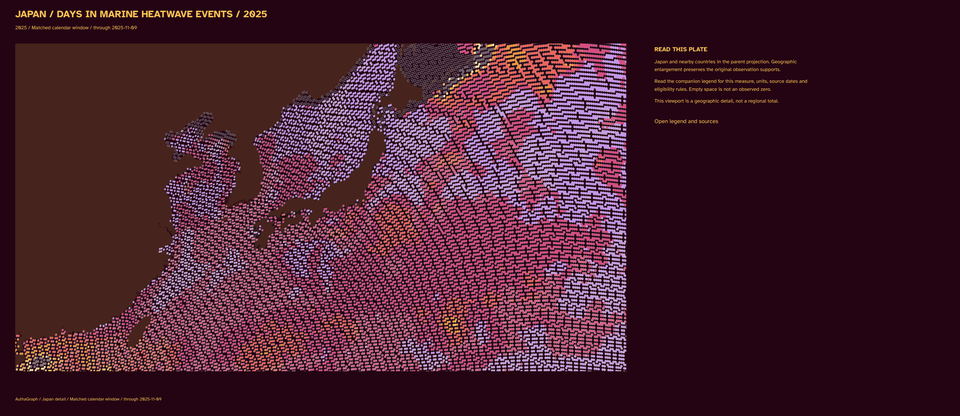 JAPAN / DAYS IN MARINE HEATWAVE EVENTS / 2025
2025 / Matched calendar window / through 2025-11-09
READ THIS PLATE
Japan and nearby countries in the parent projection. Geographic
enlargement preserves the original observation supports.
Read the companion legend for this measure, units, source dates and
eligibility rules. Empty space is not an observed zero.
This viewport is a geographic detail, not a regional total.
Open legend and sources
AuthaGraph / Japan detail / Matched calendar window / through 2025-11-09